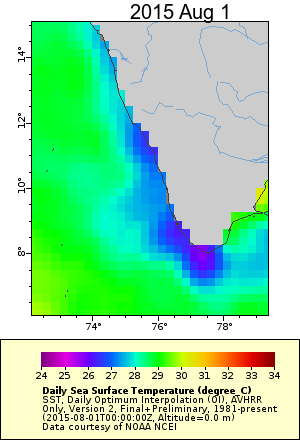 2015 Aug 1
14°
12°
10°
8°
74° 76° 78°
24 25 26 27 28 29 30 31 32 33 34
Daily Sea Surface Temperature (degree_C)
SST, Daily Optimum Interpolation (OI), AVHRR
Only, Version 2, Final+Preliminary, 1981-present
(2015-08-01T00:00:00Z, Altitude=0.0 m)
Data courtesy of NOAA NCEI